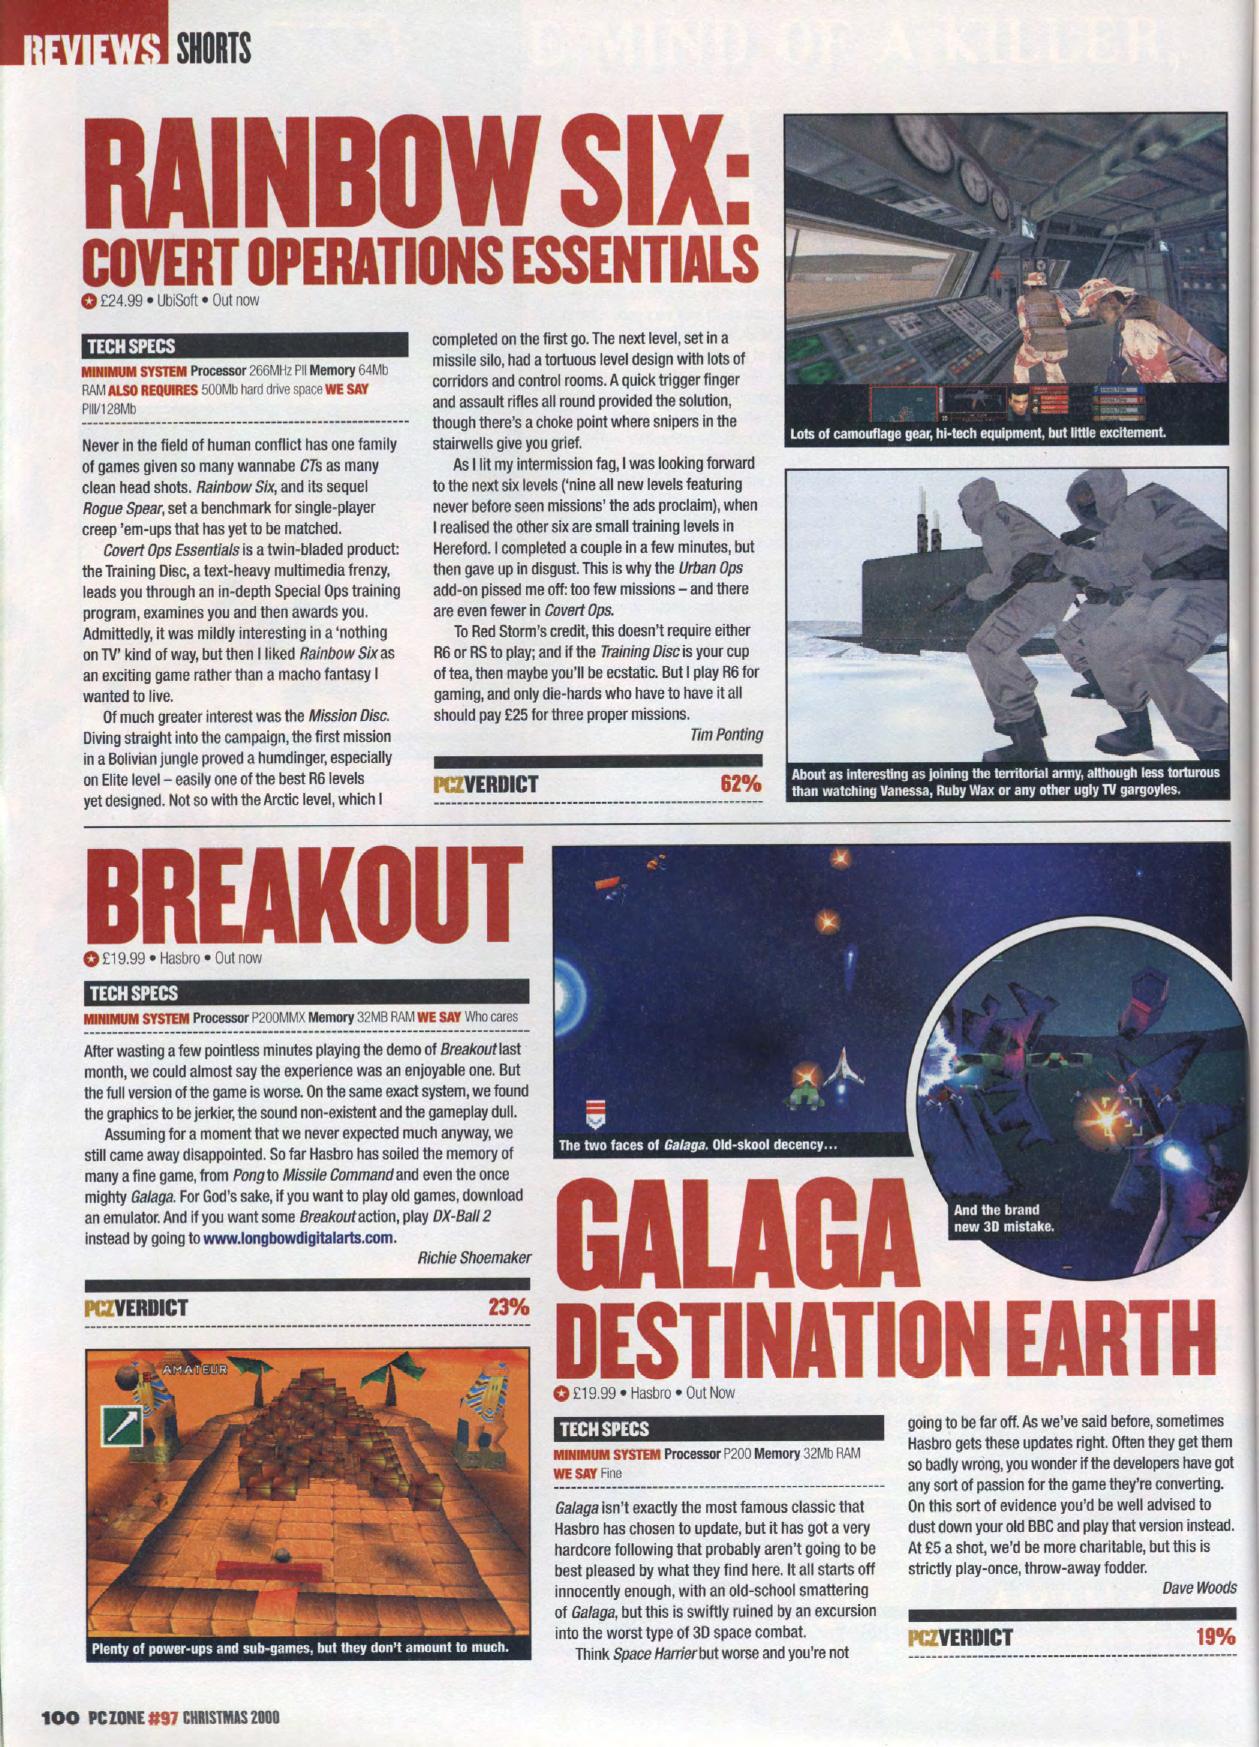 REVIEWS SHORTS
RAINBOW SIX:
COVERT OPERATIONS ESSENTIALS
£24.99 • UbiSoft • Out now
TECH SPECS
MINIMUM SYSTEM Processor 266MHz PII Memory 64Mb
RAM ALSO REQUIRES 500Mb hard drive space WE SAY
PIII/128Mb
Never in the field of human conflict has one family
of games given so many wannabe CTs as many
clean head shots. Rainbow Six, and its sequel
Rogue Spear, set a benchmark for single-player
creep 'em-ups that has yet to be matched.
Covert Ops Essentials is a twin-bladed product:
the Training Disc, a text-heavy multimedia frenzy,
leads you through an in-depth Special Ops training
program, examines you and then awards you.
Admittedly, it was mildly interesting in a 'nothing
on TV' kind of way, but then I liked Rainbow Six as
an exciting game rather than a macho fantasy I
wanted to live.
Of much greater interest was the Mission Disc.
Diving straight into the campaign, the first mission
in a Bolivian jungle proved a humdinger, especially
on Elite level – easily one of the best R6 levels
yet designed. Not so with the Arctic level, which I
completed on the first go. The next level, set in a
missile silo, had a tortuous level design with lots of
corridors and control rooms. A quick trigger finger
and assault rifles all round provided the solution,
though there's a choke point where snipers in the
stairwells give you grief.
As I lit my intermission fag, I was looking forward
to the next six levels ('nine all new levels featuring
never before seen missions' the ads proclaim), when
I realised the other six are small training levels in
Hereford. I completed a couple in a few minutes, but
then gave up in disgust. This is why the Urban Ops
add-on pissed me off: too few missions – and there
are even fewer in Covert Ops.
To Red Storm's credit, this doesn't require either
R6 or RS to play; and if the Training Disc is your cup
of tea, then maybe you'll be ecstatic. But I play R6 for
gaming, and only die-hards who have to have it all
should pay £25 for three proper missions.
Tim Ponting
PCZVERDICT 62%
Lots of camouflage gear, hi-tech equipment, but little excitement.
About as interesting as joining the territorial army, although less torturous
than watching Vanessa, Ruby Wax or any other ugly TV gargoyles.
BREAKOUT
£19.99 • Hasbro • Out now
TECH SPECS
MINIMUM SYSTEM Processor P200MMX Memory 32MB RAM WE SAY Who cares
After wasting a few pointless minutes playing the demo of Breakout last
month, we could almost say the experience was an enjoyable one. But
the full version of the game is worse. On the same exact system, we found
the graphics to be jerkier, the sound non-existent and the gameplay dull.
Assuming for a moment that we never expected much anyway, we
still came away disappointed. So far Hasbro has soiled the memory of
many a fine game, from Pong to Missile Command and even the once
mighty Galaga. For God's sake, if you want to play old games, download
an emulator. And if you want some Breakout action, play DX-Ball 2
instead by going to www.longbowdigitalarts.com.
Richie Shoemaker
PCZVERDICT 23%
AMATEUR
Plenty of power-ups and sub-games, but they don't amount to much.
The two faces of Galaga. Old-skool decency...
And the brand
new 3D mistake.
GALAGA
DESTINATION EARTH
£19.99 • Hasbro • Out Now
TECH SPECS
MINIMUM SYSTEM Processor P200 Memory 32Mb RAM
WE SAY Fine
Galaga isn't exactly the most famous classic that
Hasbro has chosen to update, but it has got a very
hardcore following that probably aren't going to be
best pleased by what they find here. It all starts off
innocently enough, with an old-school smattering
of Galaga, but this is swiftly ruined by an excursion
into the worst type of 3D space combat.
Think Space Harrier but worse and you're not
going to be far off. As we've said before, sometimes
Hasbro gets these updates right. Often they get them
so badly wrong, you wonder if the developers have got
any sort of passion for the game they're converting.
On this sort of evidence you'd be well advised to
dust down your old BBC and play that version instead.
At £5 a shot, we'd be more charitable, but this is
strictly play-once, throw-away fodder.
Dave Woods
PCZVERDICT 19%
100 PC ZONE #97 CHRISTMAS 2000